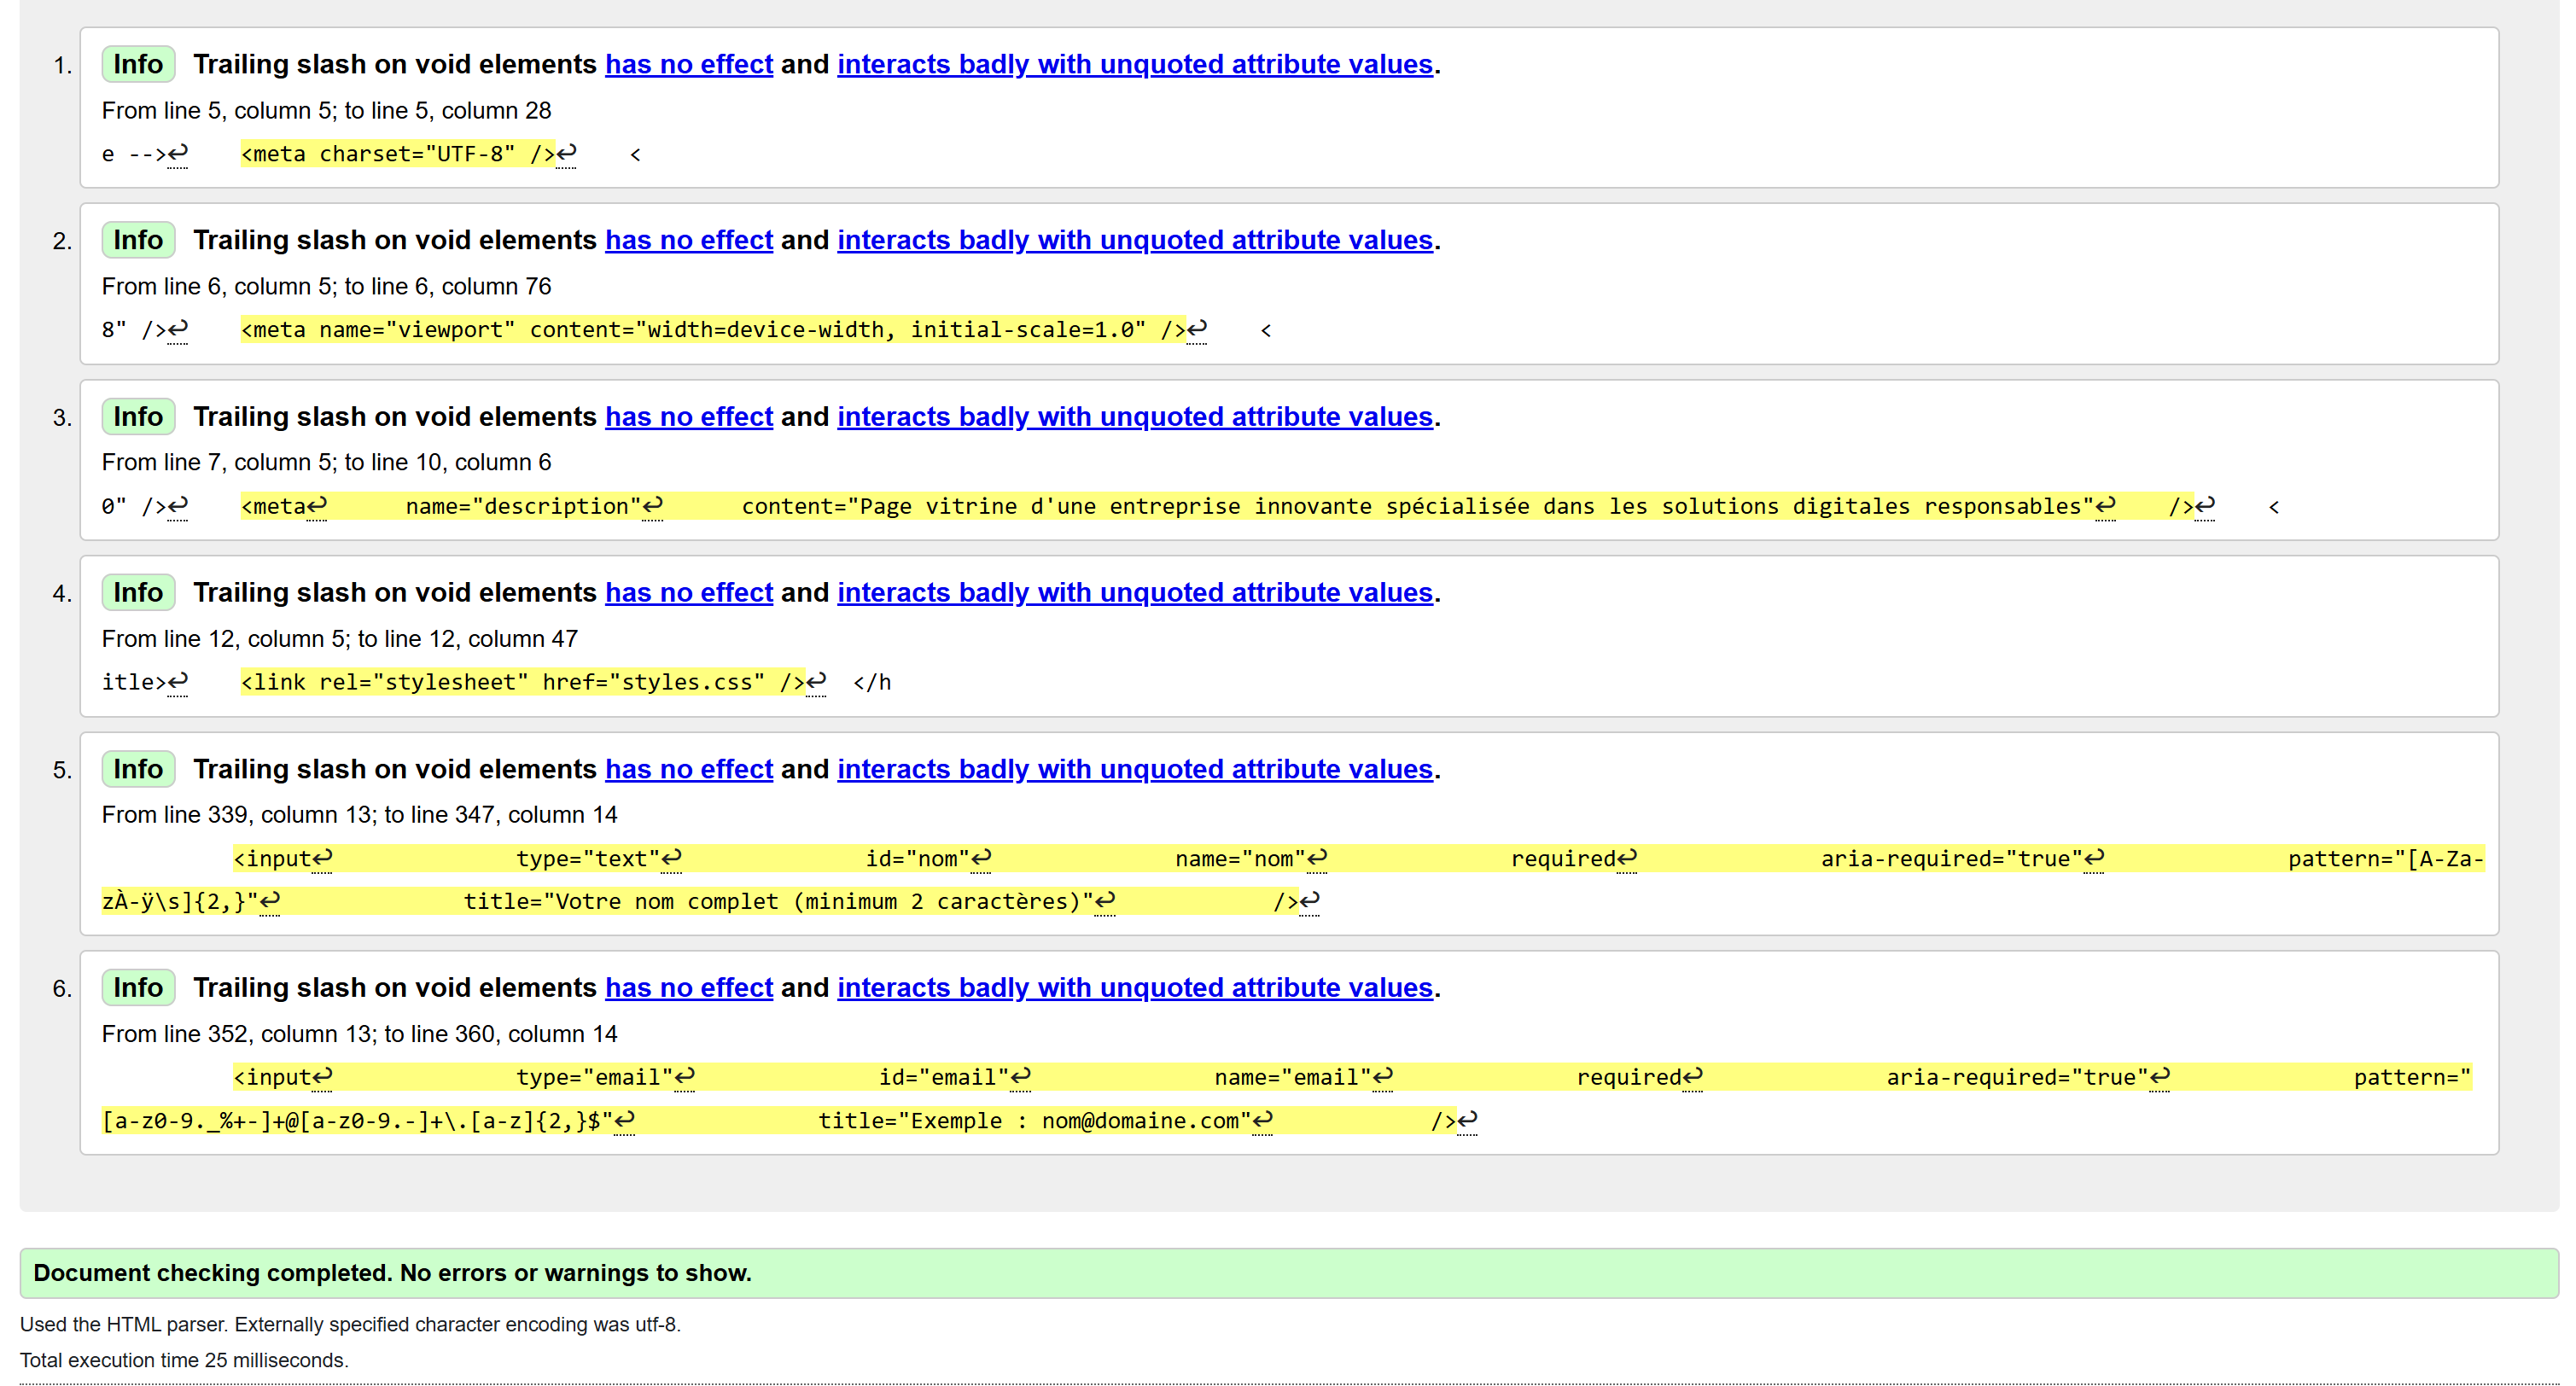 1. Info Trailing slash on void elements has no effect and interacts badly with unquoted attribute values.
From line 5, column 5; to line 5, column 28
e -->↩    <meta charset="UTF-8" />↩    <
2. Info Trailing slash on void elements has no effect and interacts badly with unquoted attribute values.
From line 6, column 5; to line 6, column 76
8" />↩    <meta name="viewport" content="width=device-width, initial-scale=1.0" />↩    <
3. Info Trailing slash on void elements has no effect and interacts badly with unquoted attribute values.
From line 7, column 5; to line 10, column 6
0" />↩    <meta↩      name="description"↩      content="Page vitrine d'une entreprise innovante spécialisée dans les solutions digitales responsables"↩    />↩    <
4. Info Trailing slash on void elements has no effect and interacts badly with unquoted attribute values.
From line 12, column 5; to line 12, column 47
itle>↩    <link rel="stylesheet" href="styles.css" />↩  </h
5. Info Trailing slash on void elements has no effect and interacts badly with unquoted attribute values.
From line 339, column 13; to line 347, column 14
<input↩              type="text"↩              id="nom"↩              name="nom"↩              required↩              aria-required="true"↩              pattern="[A-Za-
zÀ-ÿ\s]{2,}"↩              title="Votre nom complet (minimum 2 caractères)"↩            />↩
6. Info Trailing slash on void elements has no effect and interacts badly with unquoted attribute values.
From line 352, column 13; to line 360, column 14
<input↩              type="email"↩              id="email"↩              name="email"↩              required↩              aria-required="true"↩              pattern="
[a-z0-9._%+-]+@[a-z0-9.-]+\.[a-z]{2,}$"↩              title="Exemple : nom@domaine.com"↩            />↩
Document checking completed. No errors or warnings to show.
Used the HTML parser. Externally specified character encoding was utf-8.
Total execution time 25 milliseconds.